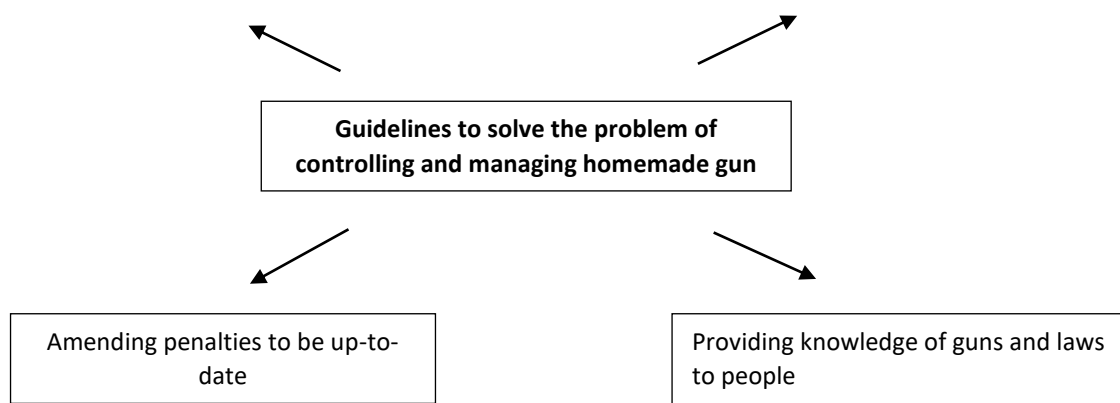 Guidelines to solve the problem of
controlling and managing homemade gun
Amending penalties to be up-to-
date
Providing knowledge of guns and laws
to people